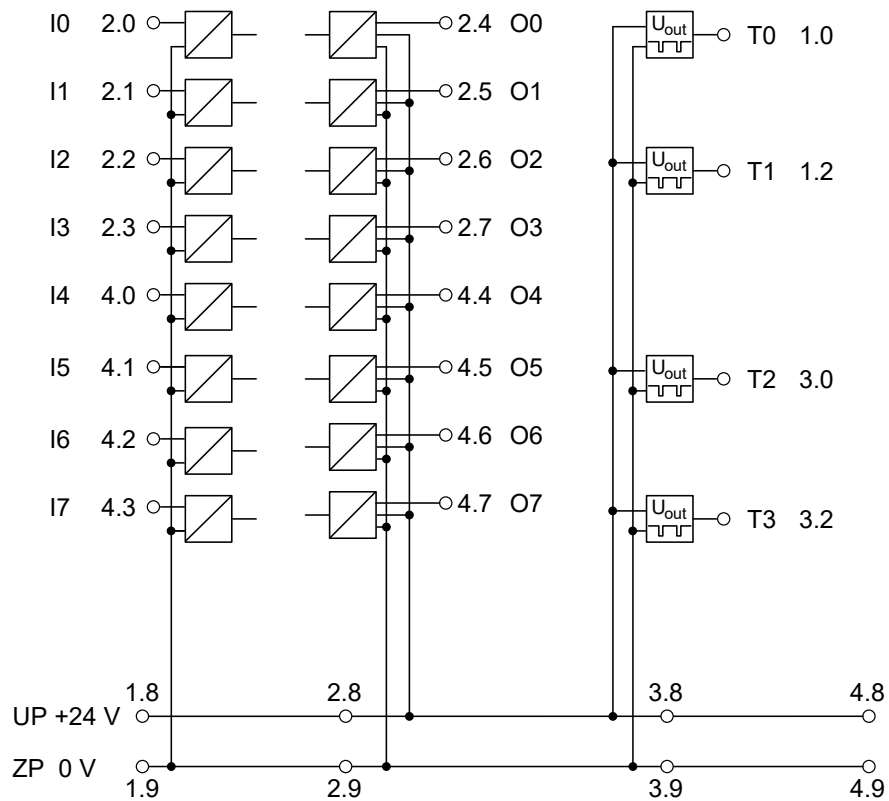 I0 2.0 2.4 O0 Uout T0 1.0
I1 2.1 2.5 O1
I2 2.2 2.6 O2 Uout T1 1.2
I3 2.3 2.7 O3
I4 4.0 4.4 O4
I5 4.1 4.5 O5 Uout T2 3.0
I6 4.2 4.6 O6
I7 4.3 4.7 O7 Uout T3 3.2
1.8 2.8 3.8 4.8
UP +24 V
ZP 0 V
1.9 2.9 3.9 4.9